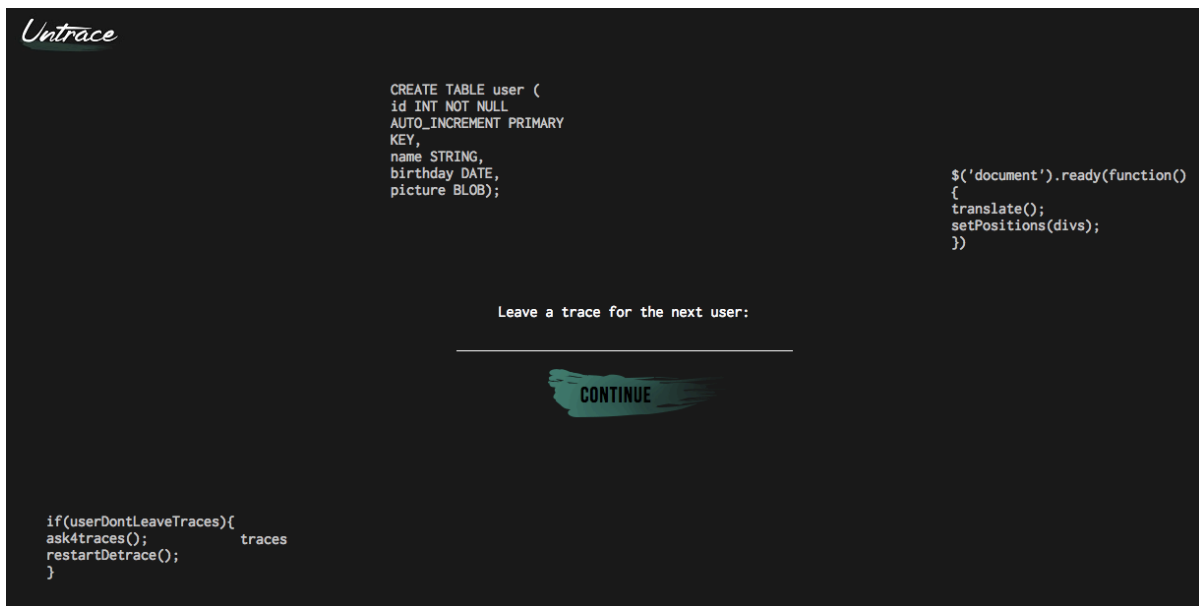 Untrace
CREATE TABLE user (
id INT NOT NULL
AUTO_INCREMENT PRIMARY
KEY,
name STRING,
birthday DATE,
picture BLOB);
$('document').ready(function()
{
translate();
setPositions(divs);
})
Leave a trace for the next user:
CONTINUE
if(userDontLeaveTraces){
ask4traces();
restartDetrace();
}
traces